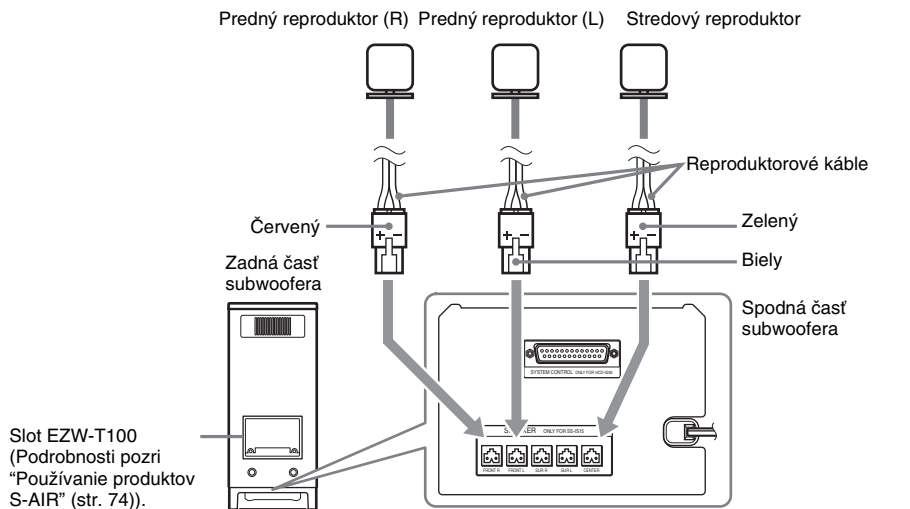 Predný reproduktor (R) Predný reproduktor (L) Stredový reproduktor
Reproduktorové káble
Červený
+ −
+ −
+ −
Zelený
Biely
Zadná časť
subwoofera
Spodná časť
subwoofera
SYSTEM CONTROL ONLY FOR
ONLY FOR SS-IS15
FRONT R FRONT L SUR R SUR L CENTER
Slot EZW-T100
(Podrobnosti pozri
“Používanie produktov
S-AIR” (str. 74)).